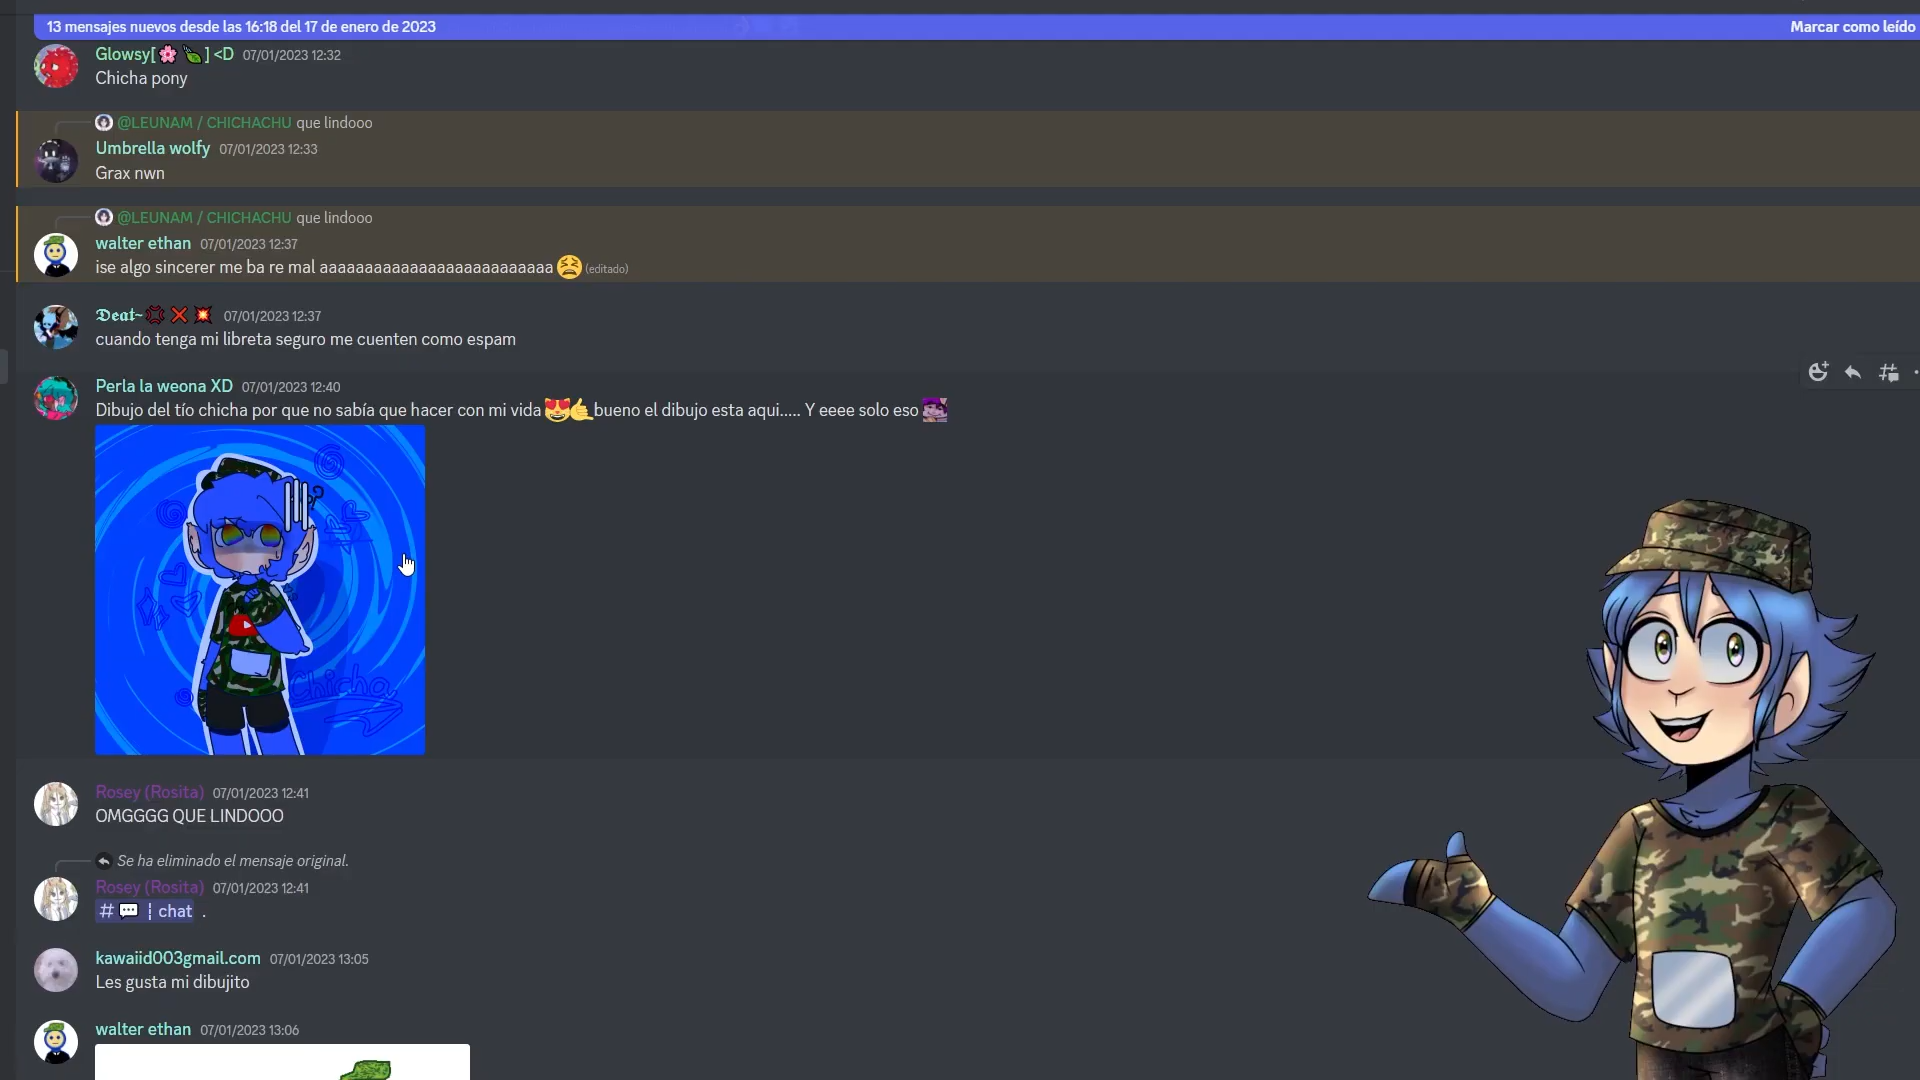 13 mensajes nuevos desde las 16:18 del 17 de enero de 2023 Marcar como leído
Glowsy[🌸 🍃] <D 07/01/2023 12:32
Chicha pony
@LEUNAM / CHICHACHU que lindooo
Umbrella wolfy 07/01/2023 12:33
Grax nwn
@LEUNAM / CHICHACHU que lindooo
walter ethan 07/01/2023 12:37
ise algo sincerer me ba re mal aaaaaaaaaaaaaaaaaaaaaaaaaa 😫 (editado)
𝕯𝖊𝖆𝖙~💢❌💥 07/01/2023 12:37
cuando tenga mi libreta seguro me cuenten como espam
Perla la weona XD 07/01/2023 12:40
Dibujo del tío chicha por que no sabía que hacer con mi vida 😻🤙 bueno el dibujo esta aqui..... Y eeee solo eso
Chicha
Rosey (Rosita) 07/01/2023 12:41
OMGGGG QUE LINDOOO
Se ha eliminado el mensaje original.
Rosey (Rosita) 07/01/2023 12:41
# 💬 ¦ chat .
kawaiid003gmail.com 07/01/2023 13:05
Les gusta mi dibujito
walter ethan 07/01/2023 13:06